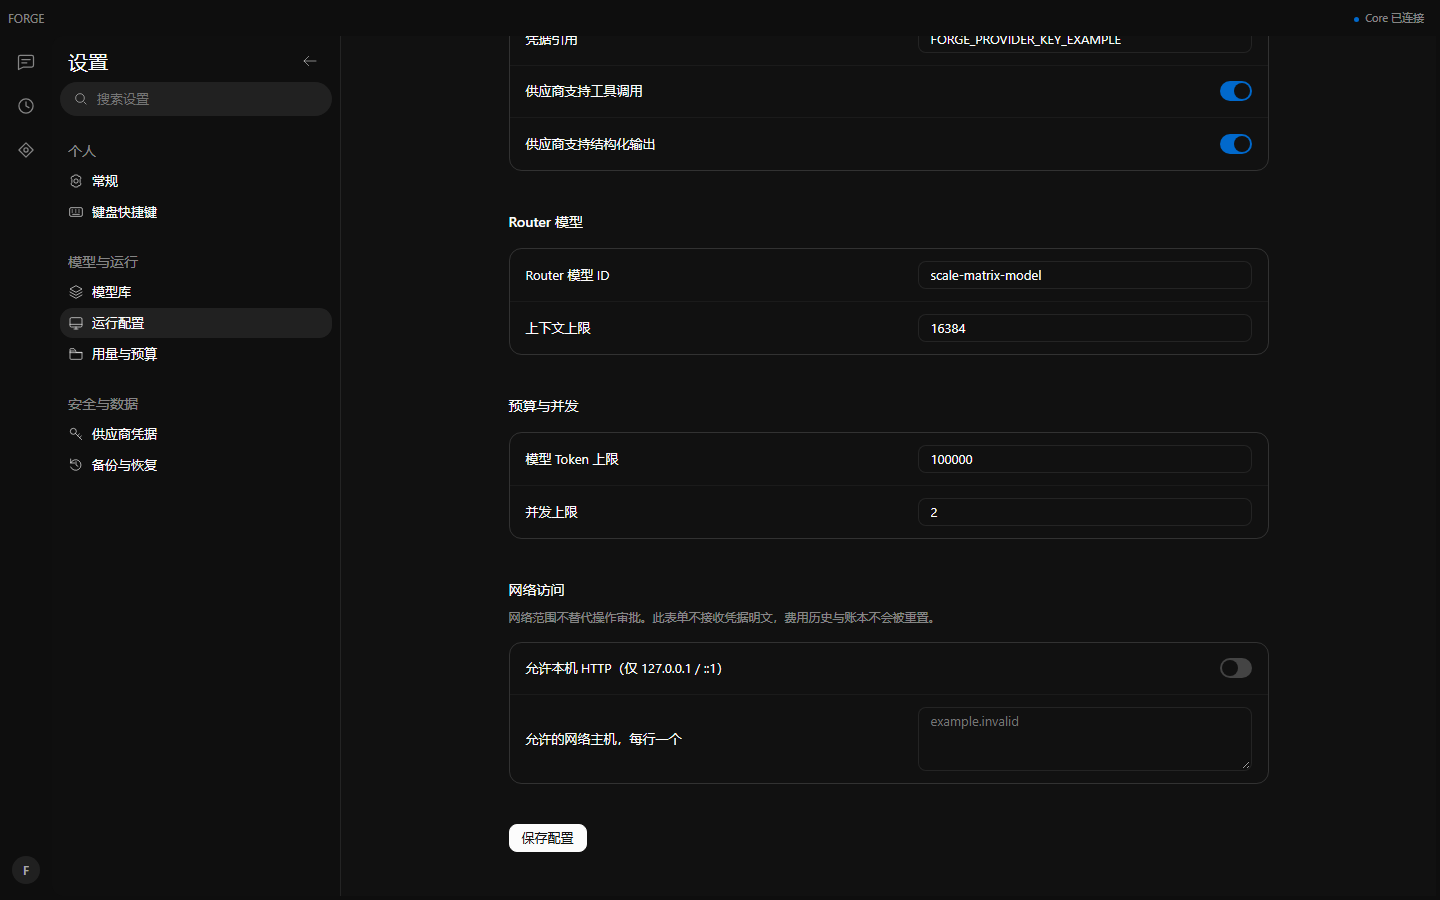 FORGE
Core 已连接
设置
搜索设置
个人
常规
键盘快捷键
模型与运行
模型库
运行配置
用量与预算
安全与数据
供应商凭据
备份与恢复
F
凭据引用
FORGE_PROVIDER_KEY_EXAMPLE
供应商支持工具调用
供应商支持结构化输出
Router 模型
Router 模型 ID
scale-matrix-model
上下文上限
16384
预算与并发
模型 Token 上限
100000
并发上限
2
网络访问
网络范围不替代操作审批。此表单不接收凭据明文，费用历史与账本不会被重置。
允许本机 HTTP（仅 127.0.0.1 / ::1）
允许的网络主机，每行一个
example.invalid
保存配置